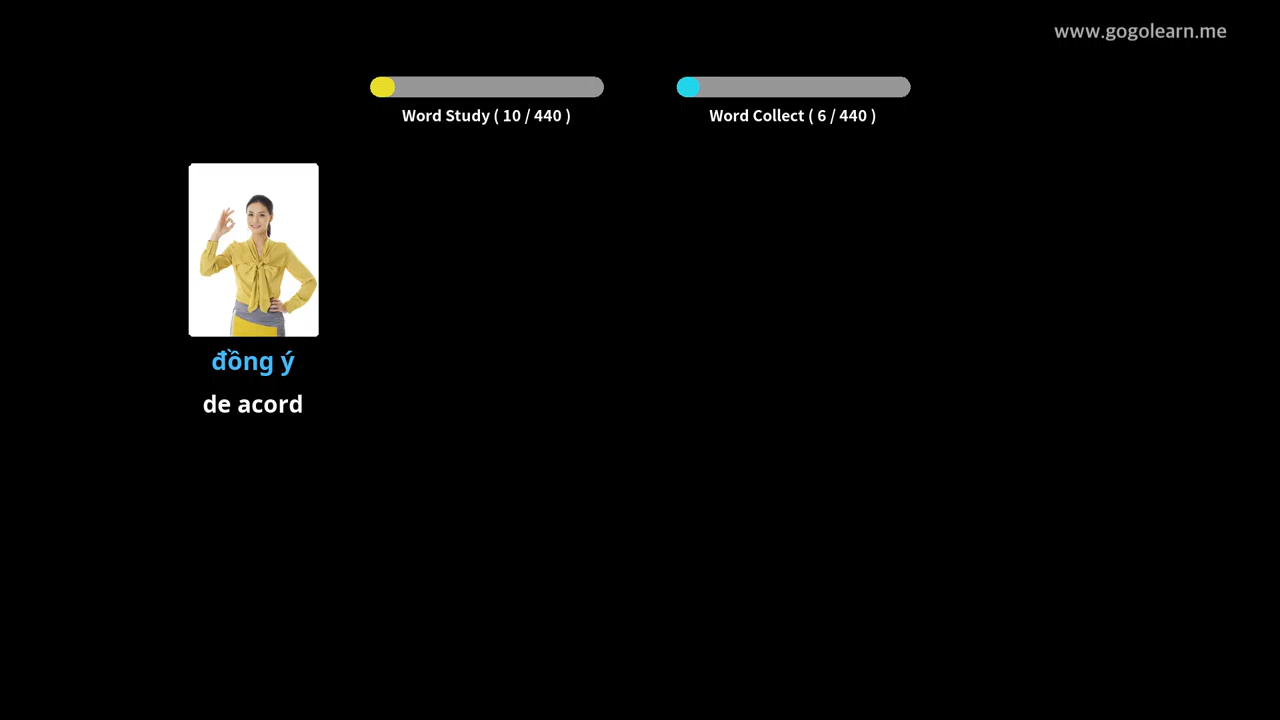 www.gogolearn.me
Word Study ( 10 / 440 )
Word Collect ( 6 / 440 )
đồng ý
de acord